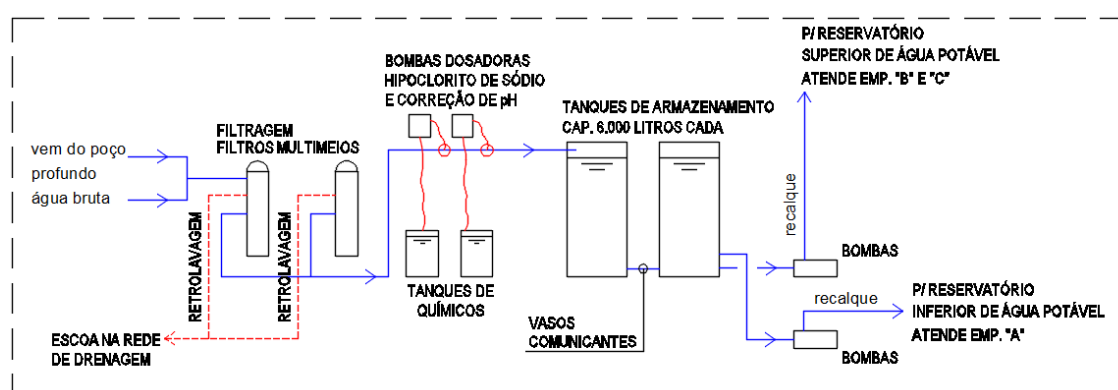 vem do poço
profundo
água bruta
FILTRAGEM
FILTROS MULTIMEIOS
RETROLAVAGEM
RETROLAVAGEM
ESCOA NA REDE
DE DRENAGEM
BOMBAS DOSADORAS
HIPOCLORITO DE SÓDIO
E CORREÇÃO DE pH
TANQUES DE
QUÍMICOS
TANQUES DE ARMAZENAMENTO
CAP. 6.000 LITROS CADA
VASOS
COMUNICANTES
P/ RESERVATÓRIO
SUPERIOR DE ÁGUA POTÁVEL
ATENDE EMP. "B" E "C"
recalque
BOMBAS
recalque
P/ RESERVATÓRIO
INFERIOR DE ÁGUA POTÁVEL
ATENDE EMP. "A"
BOMBAS